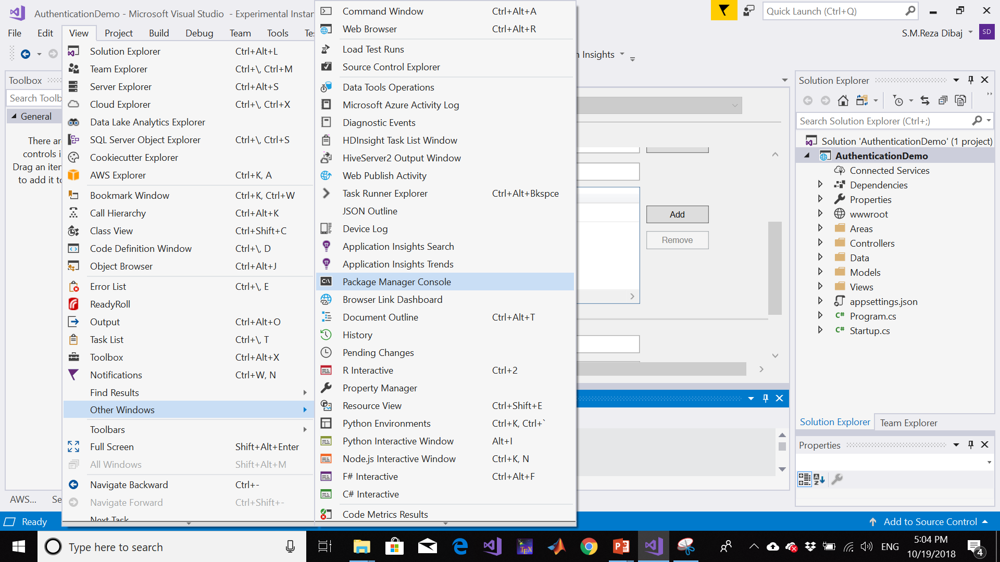 AuthenticationDemo - Microsoft Visual Studio - Experimental Instan
Quick Launch (Ctrl+Q)
File Edit View Project Build Debug Team Tools Te
S.M.Reza Dibaj SD
Insights
Toolbox
Search Toolb
General
There ar
controls i
Drag an iter
to add it to
Solution Explorer Ctrl+Alt+L
Team Explorer Ctrl+\, Ctrl+M
Server Explorer Ctrl+Alt+S
Cloud Explorer Ctrl+\, Ctrl+X
Data Lake Analytics Explorer
SQL Server Object Explorer Ctrl+\, Ctrl+S
Cookiecutter Explorer
AWS Explorer Ctrl+K, A
Bookmark Window Ctrl+K, Ctrl+W
Call Hierarchy Ctrl+Alt+K
Class View Ctrl+Shift+C
Code Definition Window Ctrl+\, D
Object Browser Ctrl+Alt+J
Error List Ctrl+\, E
ReadyRoll
Output Ctrl+Alt+O
Task List Ctrl+\, T
Toolbox Ctrl+Alt+X
Notifications Ctrl+W, N
Find Results
Other Windows
Toolbars
Full Screen Shift+Alt+Enter
All Windows Shift+Alt+M
Navigate Backward Ctrl+-
Navigate Forward Ctrl+Shift+-
Next Task
Command Window Ctrl+Alt+A
Web Browser Ctrl+Alt+R
Load Test Runs
Source Control Explorer
Data Tools Operations
Microsoft Azure Activity Log
Diagnostic Events
HDInsight Task List Window
HiveServer2 Output Window
Web Publish Activity
Task Runner Explorer Ctrl+Alt+Bkspce
JSON Outline
Device Log
Application Insights Search
Application Insights Trends
Package Manager Console
Browser Link Dashboard
Document Outline Ctrl+Alt+T
History
Pending Changes
R Interactive Ctrl+2
Property Manager
Resource View Ctrl+Shift+E
Python Environments Ctrl+K, Ctrl+`
Python Interactive Window Alt+I
Node.js Interactive Window Ctrl+K, N
F# Interactive Ctrl+Alt+F
C# Interactive
Code Metrics Results
Add
Remove
Solution Explorer
Search Solution Explorer (Ctrl+;)
Solution 'AuthenticationDemo' (1 project)
AuthenticationDemo
Connected Services
Dependencies
Properties
wwwroot
Areas
Controllers
Data
Models
Views
appsettings.json
C# Program.cs
C# Startup.cs
Solution Explorer Team Explorer
Properties
AWS... Se
Ready
Add to Source Control
Type here to search
ENG
5:04 PM
10/19/2018
4